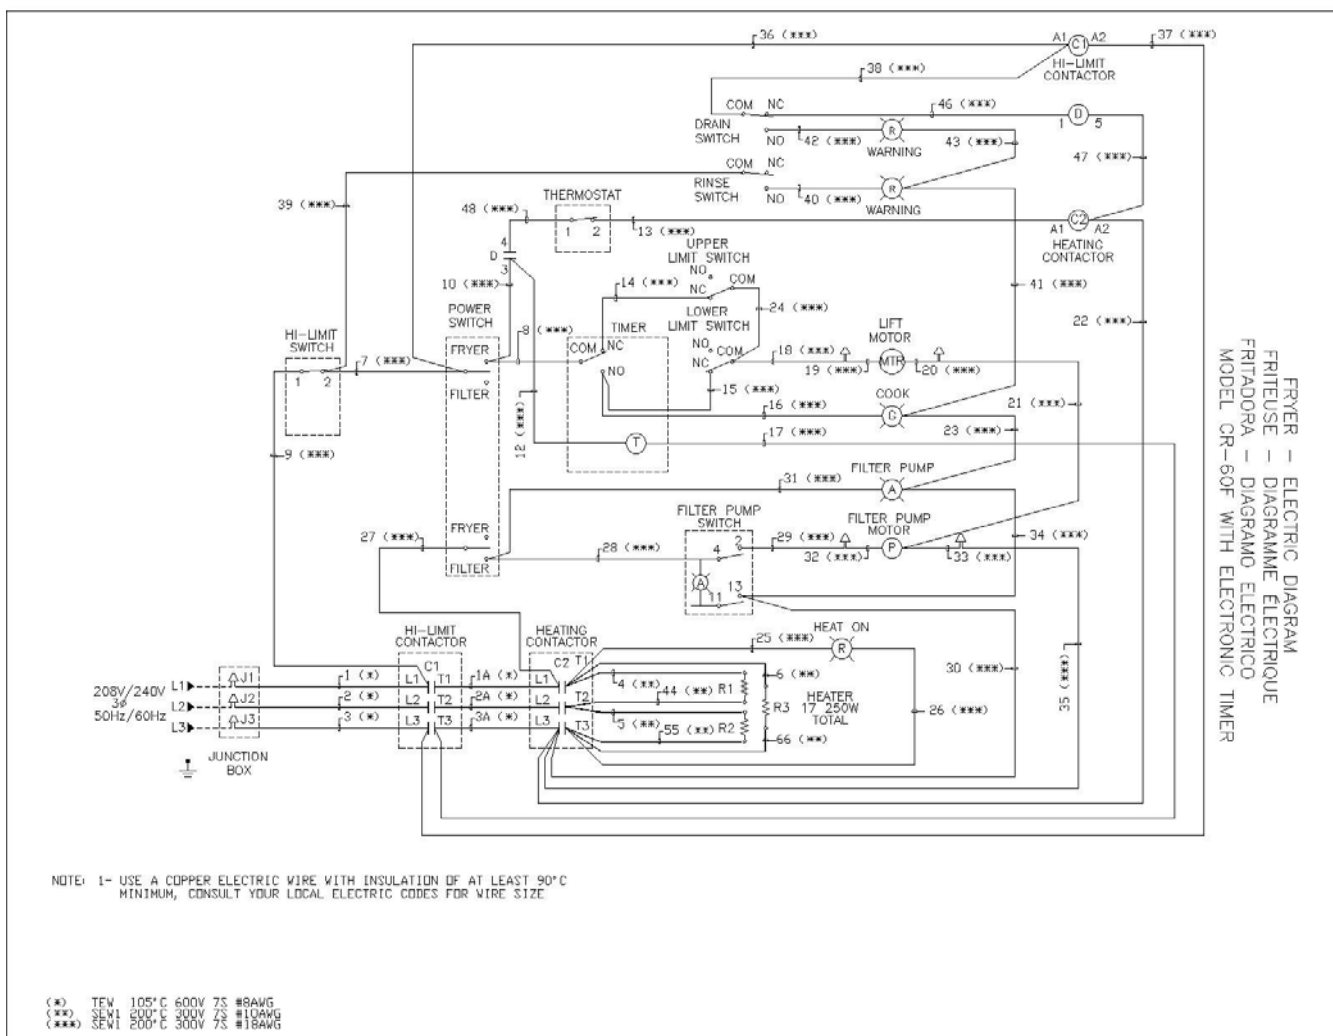 36 (***)
A1 C1 A2
37 (***)
HI-LIMIT
CONTACTOR
38 (***)
COM NC
46 (***)
DRAIN
SWITCH
NO
42 (***)
R
WARNING
43 (***)
1 D 5
47 (***)
COM NC
RINSE
SWITCH
NO
40 (***)
R
WARNING
39 (***)
THERMOSTAT
48 (***)
1 2
13 (***)
A1 C2 A2
HEATING
CONTACTOR
4
D
3
10 (***)
UPPER
LIMIT SWITCH
NO
NC
COM
14 (***)
24 (***)
41 (***)
22 (***)
POWER
SWITCH
8 (***)
TIMER
LOWER
LIMIT SWITCH
NO
COM
NC
LIFT
MOTOR
HI-LIMIT
SWITCH
1 2
7 (***)
FRYER
FILTER
COM
NC
NO
18 (***)
19 (***)
MTR
20 (***)
15 (***)
16 (***)
COOK
G
21 (***)
23 (***)
12 (***)
T
17 (***)
9 (***)
31 (***)
FILTER PUMP
A
FRYER
FILTER
27 (***)
28 (***)
FILTER PUMP
SWITCH
2
4
A
13
11
29 (***)
32 (***)
FILTER PUMP
MOTOR
P
33 (***)
34 (***)
30 (***)
35 (***)
HI-LIMIT
CONTACTOR
C1
HEATING
CONTACTOR
C2
25 (***)
HEAT ON
R
26 (***)
208V/240V
3ø
50Hz/60Hz
L1 J1 1 (*) L1 T1 1A (*) L1 T1
L2 J2 2 (*) L2 T2 2A (*) L2 T2
L3 J3 3 (*) L3 T3 3A (*) L3 T3
JUNCTION
BOX
4 (**)
44 (**)
R1
6 (**)
R3
5 (**)
55 (**)
R2
66 (**)
HEATER
17 250W
TOTAL
FRYER - ELECTRIC DIAGRAM
FRITEUSE - DIAGRAMME ÉLECTRIQUE
FRITADORA - DIAGRAMO ELECTRICO
MODEL CR-60F WITH ELECTRONIC TIMER
NOTE: 1- USE A COPPER ELECTRIC WIRE WITH INSULATION OF AT LEAST 90°C
MINIMUM, CONSULT YOUR LOCAL ELECTRIC CODES FOR WIRE SIZE
(*) TEW 105°C 600V 7S #8AWG
(**) SEW1 200°C 300V 7S #10AWG
(***) SEW1 200°C 300V 7S #18AWG